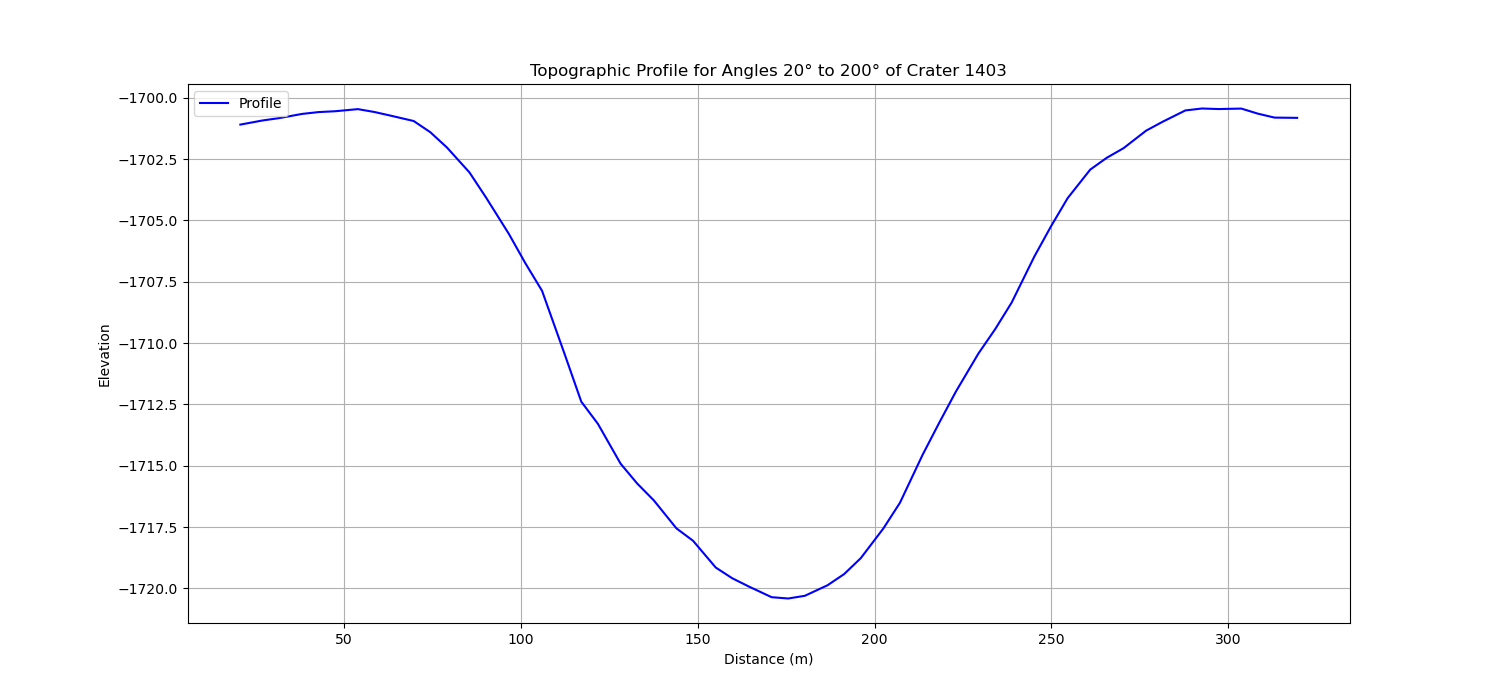 Topographic Profile for Angles 20° to 200° of Crater 1403
Profile
−1700.0
−1702.5
−1705.0
−1707.5
−1710.0
−1712.5
−1715.0
−1717.5
−1720.0
Elevation
50 100 150 200 250 300
Distance (m)